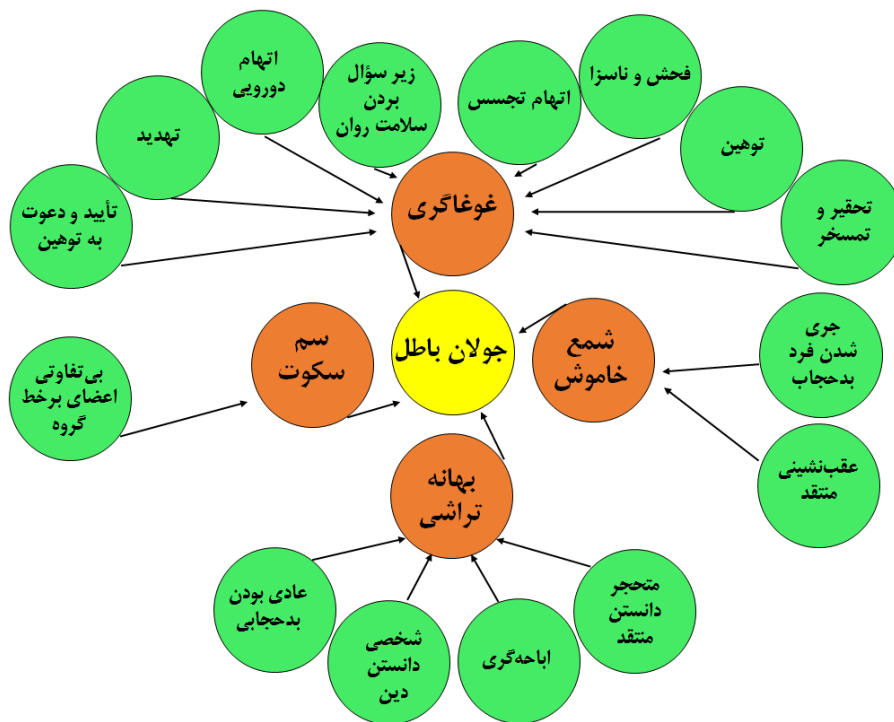 اتهام
دورویی
زیر سؤال
بردن
سلامت روان
اتهام تجسس
فحش و ناسزا
تهدید
توهین
تأیید و دعوت
به توهین
غوغاگری
تحقیر و
تمسخر
سم
سکوت
جولان باطل
شمع
خاموش
جری
شدن فرد
بدحجاب
بی‌تفاوتی
اعضای برخط
گروه
عقب‌نشینی
منتقد
بهانه
تراشی
عادی بودن
بدحجابی
شخصی
دانستن
دین
اباحه‌گری
متحجر
دانستن
منتقد